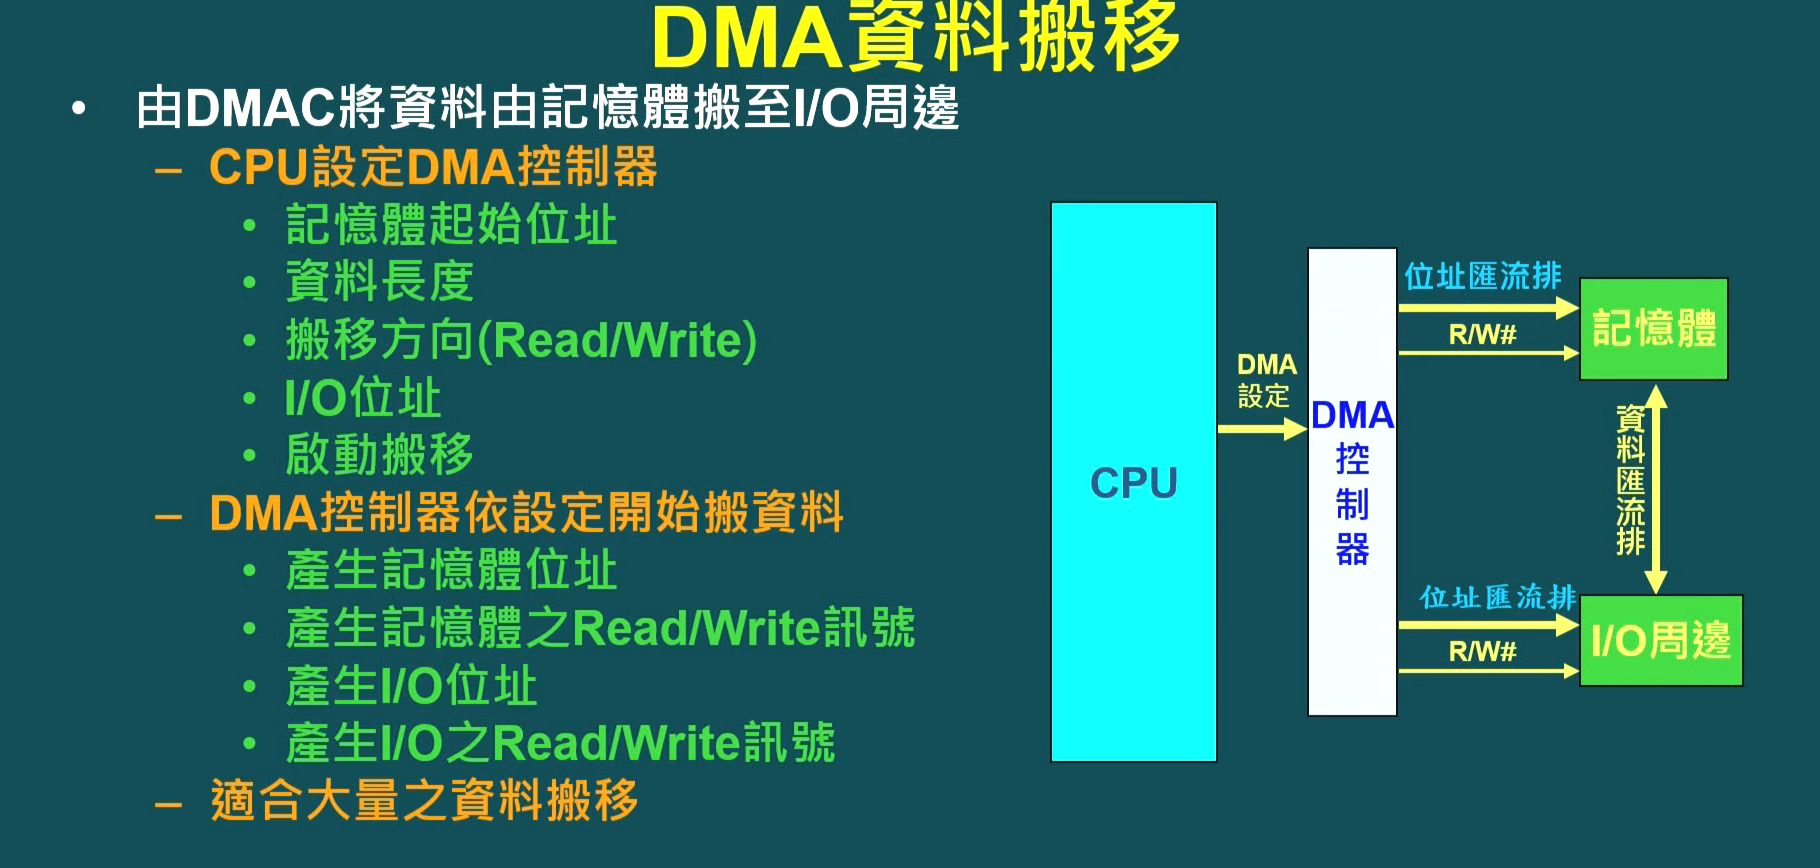 DMA資料搬移
• 由DMAC將資料由記憶體搬至I/O周邊
– CPU設定DMA控制器
• 記憶體起始位址
• 資料長度
• 搬移方向(Read/Write)
• I/O位址
• 啟動搬移
– DMA控制器依設定開始搬資料
• 產生記憶體位址
• 產生記憶體之Read/Write訊號
• 產生I/O位址
• 產生I/O之Read/Write訊號
– 適合大量之資料搬移
CPU
DMA
設定
DMA
控
制
器
位址匯流排
R/W#
記憶體
資
料
匯
流
排
位址匯流排
R/W#
I/O周邊